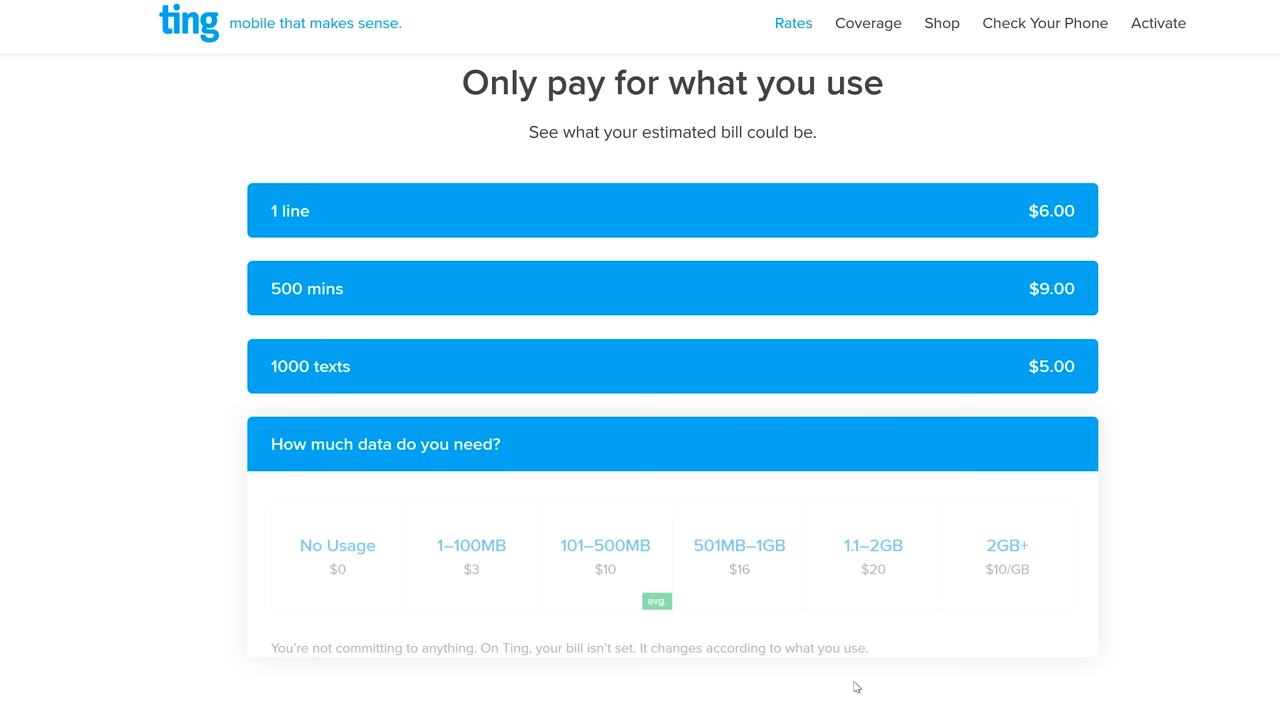 ting mobile that makes sense. Rates Coverage Shop Check Your Phone Activate
Only pay for what you use
See what your estimated bill could be.
1 line $6.00
500 mins $9.00
1000 texts $5.00
How much data do you need?
No Usage 1–100MB 101–500MB 501MB–1GB 1.1–2GB 2GB+
$0 $3 $10 $16 $20 $10/GB
avg.
You're not committing to anything. On Ting, your bill isn't set. It changes according to what you use.